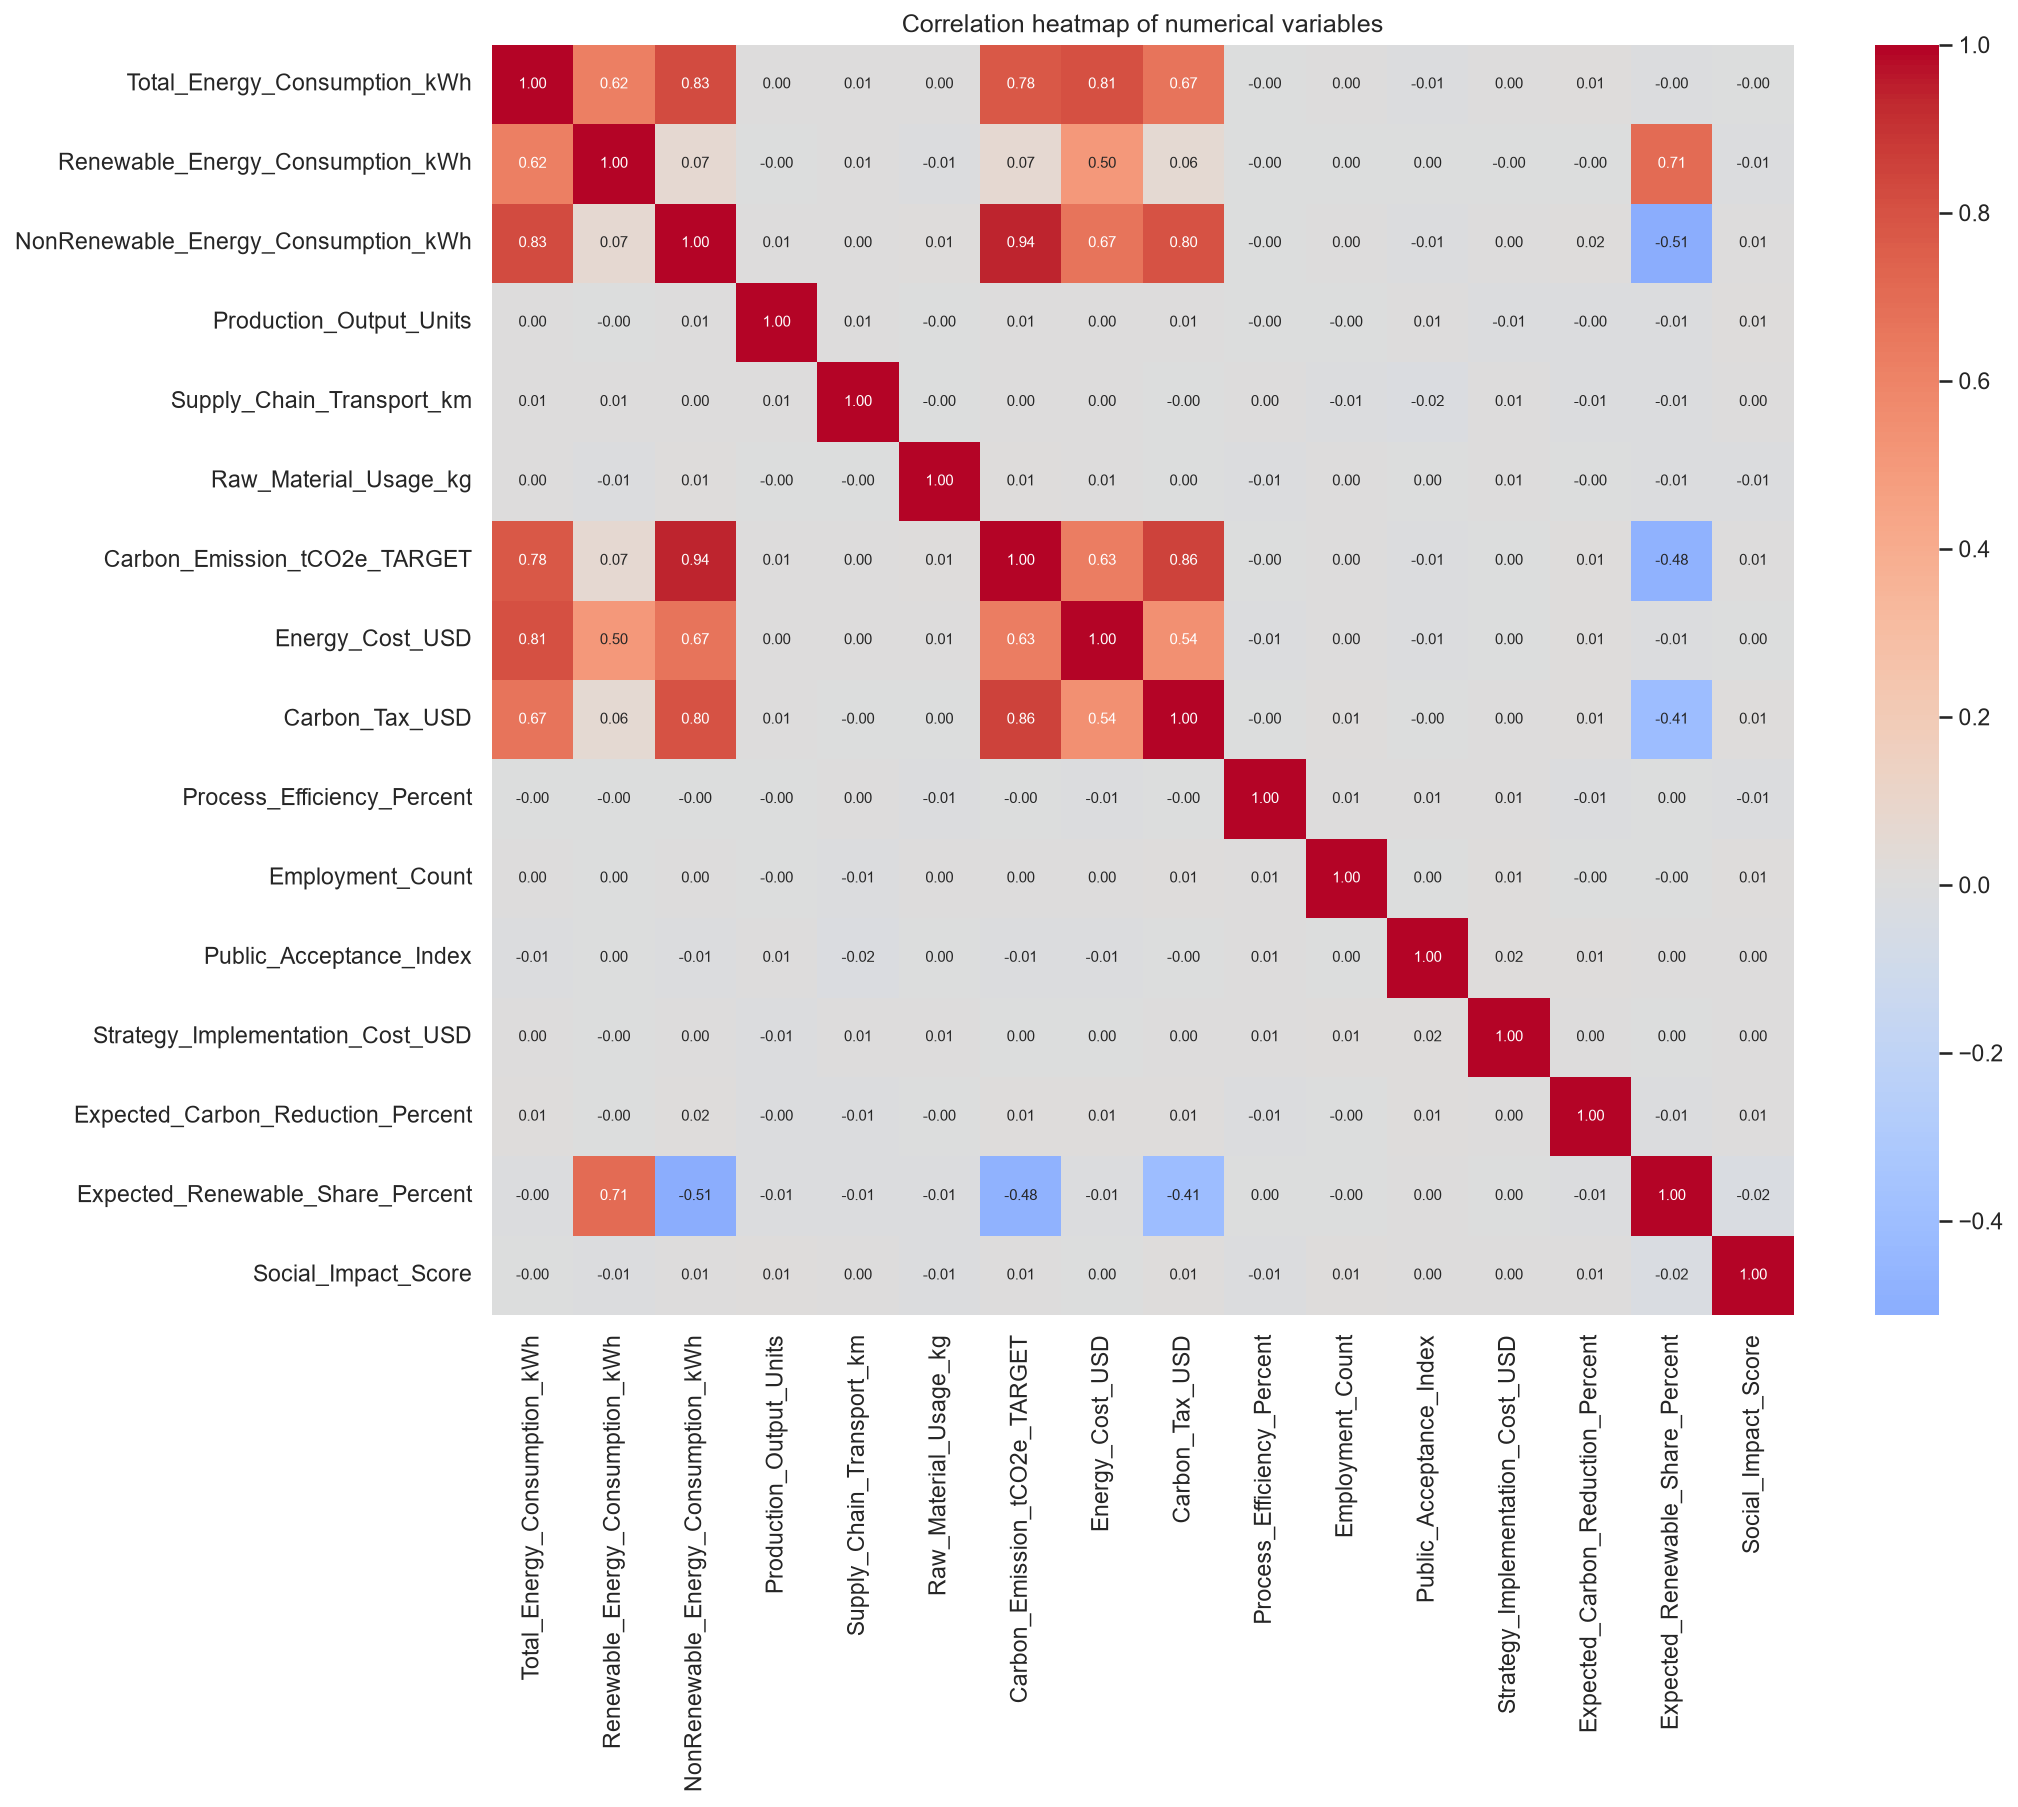 Correlation heatmap of numerical variables
Total_Energy_Consumption_kWh 1.00 0.62 0.83 0.00 0.01 0.00 0.78 0.81 0.67 -0.00 0.00 -0.01 0.00 0.01 -0.00 -0.00
Renewable_Energy_Consumption_kWh 0.62 1.00 0.07 -0.00 0.01 -0.01 0.07 0.50 0.06 -0.00 0.00 0.00 -0.00 -0.00 0.71 -0.01
NonRenewable_Energy_Consumption_kWh 0.83 0.07 1.00 0.01 0.00 0.01 0.94 0.67 0.80 -0.00 0.00 -0.01 0.00 0.02 -0.51 0.01
Production_Output_Units 0.00 -0.00 0.01 1.00 0.01 -0.00 0.01 0.00 0.01 -0.00 -0.00 0.01 -0.01 -0.00 -0.01 0.01
Supply_Chain_Transport_km 0.01 0.01 0.00 0.01 1.00 -0.00 0.00 0.00 -0.00 0.00 -0.01 -0.02 0.01 -0.01 -0.01 0.00
Raw_Material_Usage_kg 0.00 -0.01 0.01 -0.00 -0.00 1.00 0.01 0.01 0.00 -0.01 0.00 0.00 0.01 -0.00 -0.01 -0.01
Carbon_Emission_tCO2e_TARGET 0.78 0.07 0.94 0.01 0.00 0.01 1.00 0.63 0.86 -0.00 0.00 -0.01 0.00 0.01 -0.48 0.01
Energy_Cost_USD 0.81 0.50 0.67 0.00 0.00 0.01 0.63 1.00 0.54 -0.01 0.00 -0.01 0.00 0.01 -0.01 0.00
Carbon_Tax_USD 0.67 0.06 0.80 0.01 -0.00 0.00 0.86 0.54 1.00 -0.00 0.01 -0.00 0.00 0.01 -0.41 0.01
Process_Efficiency_Percent -0.00 -0.00 -0.00 -0.00 0.00 -0.01 -0.00 -0.01 -0.00 1.00 0.01 0.01 0.01 -0.01 0.00 -0.01
Employment_Count 0.00 0.00 0.00 -0.00 -0.01 0.00 0.00 0.00 0.01 0.01 1.00 0.00 0.01 -0.00 -0.00 0.01
Public_Acceptance_Index -0.01 0.00 -0.01 0.01 -0.02 0.00 -0.01 -0.01 -0.00 0.01 0.00 1.00 0.02 0.01 0.00 0.00
Strategy_Implementation_Cost_USD 0.00 -0.00 0.00 -0.01 0.01 0.01 0.00 0.00 0.00 0.01 0.01 0.02 1.00 0.00 0.00 0.00
Expected_Carbon_Reduction_Percent 0.01 -0.00 0.02 -0.00 -0.01 -0.00 0.01 0.01 0.01 -0.01 -0.00 0.01 0.00 1.00 -0.01 0.01
Expected_Renewable_Share_Percent -0.00 0.71 -0.51 -0.01 -0.01 -0.01 -0.48 -0.01 -0.41 0.00 -0.00 0.00 0.00 -0.01 1.00 -0.02
Social_Impact_Score -0.00 -0.01 0.01 0.01 0.00 -0.01 0.01 0.00 0.01 -0.01 0.01 0.00 0.00 0.01 -0.02 1.00
Total_Energy_Consumption_kWh
Renewable_Energy_Consumption_kWh
NonRenewable_Energy_Consumption_kWh
Production_Output_Units
Supply_Chain_Transport_km
Raw_Material_Usage_kg
Carbon_Emission_tCO2e_TARGET
Energy_Cost_USD
Carbon_Tax_USD
Process_Efficiency_Percent
Employment_Count
Public_Acceptance_Index
Strategy_Implementation_Cost_USD
Expected_Carbon_Reduction_Percent
Expected_Renewable_Share_Percent
Social_Impact_Score
1.0
0.8
0.6
0.4
0.2
0.0
−0.2
−0.4